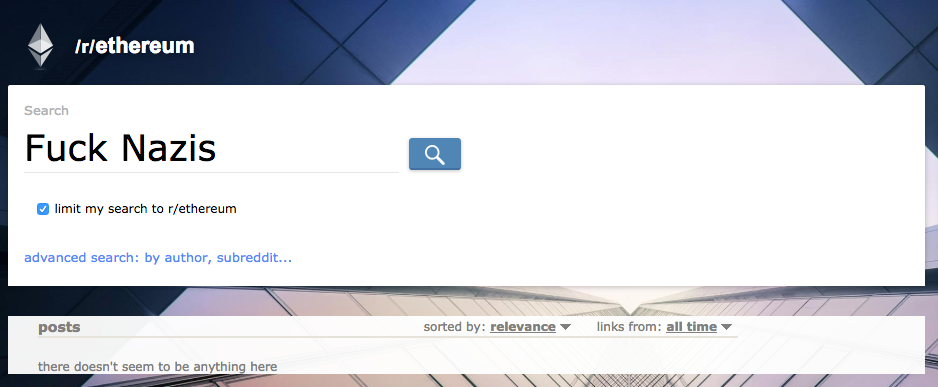 /r/ethereum
Search
Fuck Nazis
limit my search to r/ethereum
advanced search: by author, subreddit...
posts sorted by: relevance links from: all time
there doesn't seem to be anything here